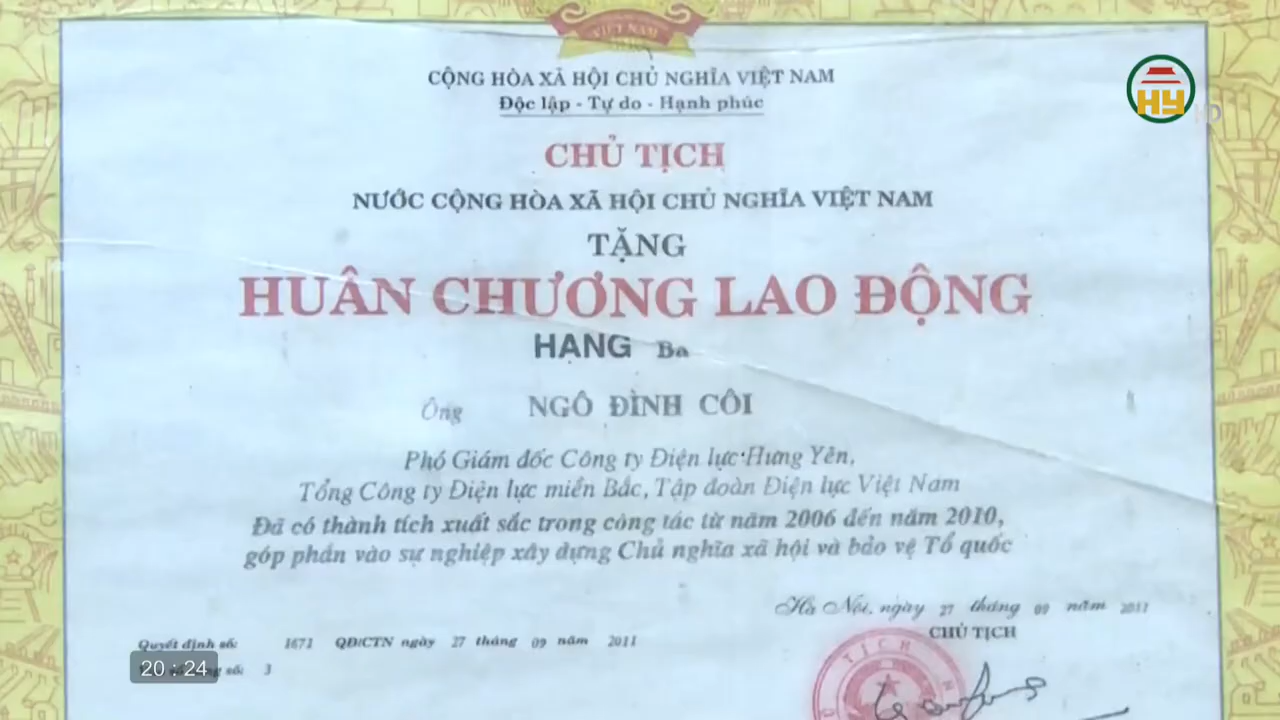 VIỆT NAM
CỘNG HÒA XÃ HỘI CHỦ NGHĨA VIỆT NAM
Độc lập - Tự do - Hạnh phúc
HY HD
CHỦ TỊCH
NƯỚC CỘNG HÒA XÃ HỘI CHỦ NGHĨA VIỆT NAM
TẶNG
HUÂN CHƯƠNG LAO ĐỘNG
HẠNG Ba
Ông NGÔ ĐÌNH CÔI
Phó Giám đốc Công ty Điện lực Hưng Yên,
Tổng Công ty Điện lực miền Bắc, Tập đoàn Điện lực Việt Nam
Đã có thành tích xuất sắc trong công tác từ năm 2006 đến năm 2010,
góp phần vào sự nghiệp xây dựng Chủ nghĩa xã hội và bảo vệ Tổ quốc
Hà Nội, ngày 27 tháng 09 năm 2011
CHỦ TỊCH
Quyết định số: 1671 QĐ/CTN ngày 27 tháng 09 năm 2011
20:24
số: 3
TỊCH